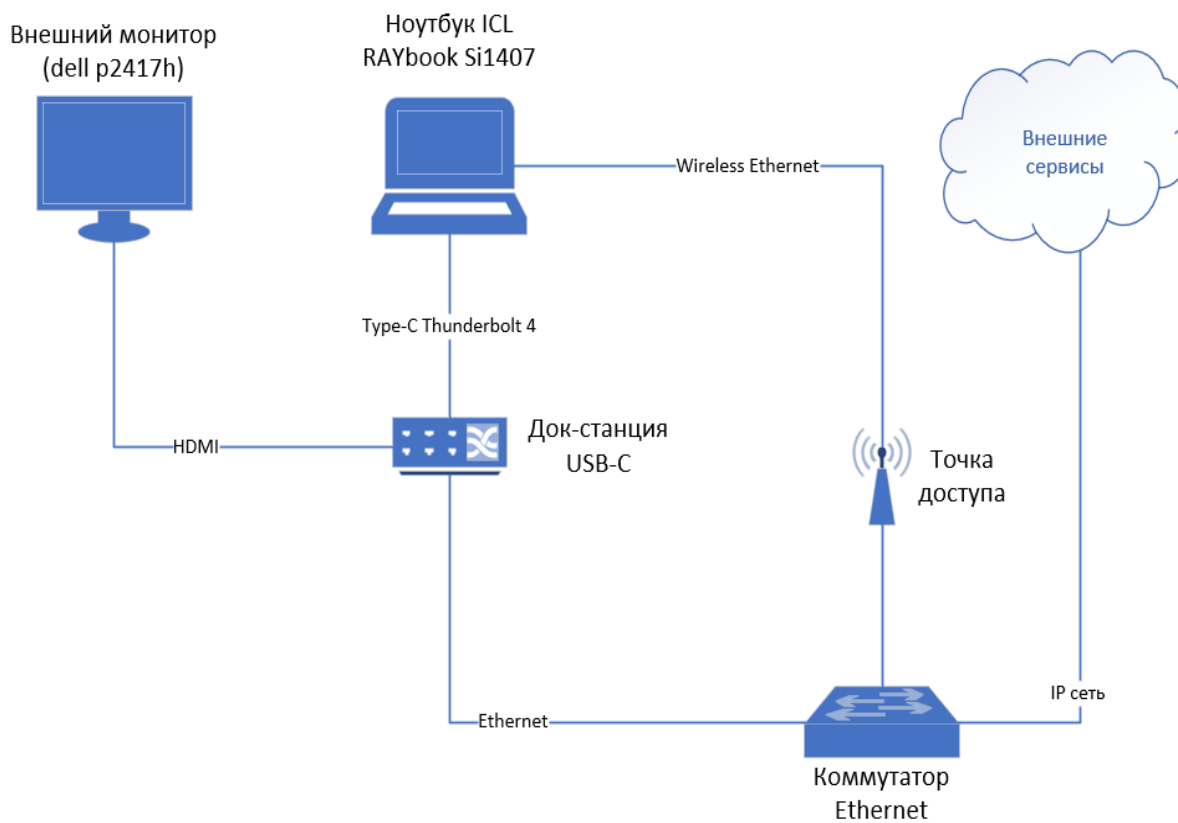 Внешний монитор
(dell p2417h)
Ноутбук ICL
RAYbook Si1407
Wireless Ethernet
Внешние
сервисы
Type-C Thunderbolt 4
HDMI
Док-станция
USB-C
Точка
доступа
Ethernet
IP сеть
Коммутатор
Ethernet